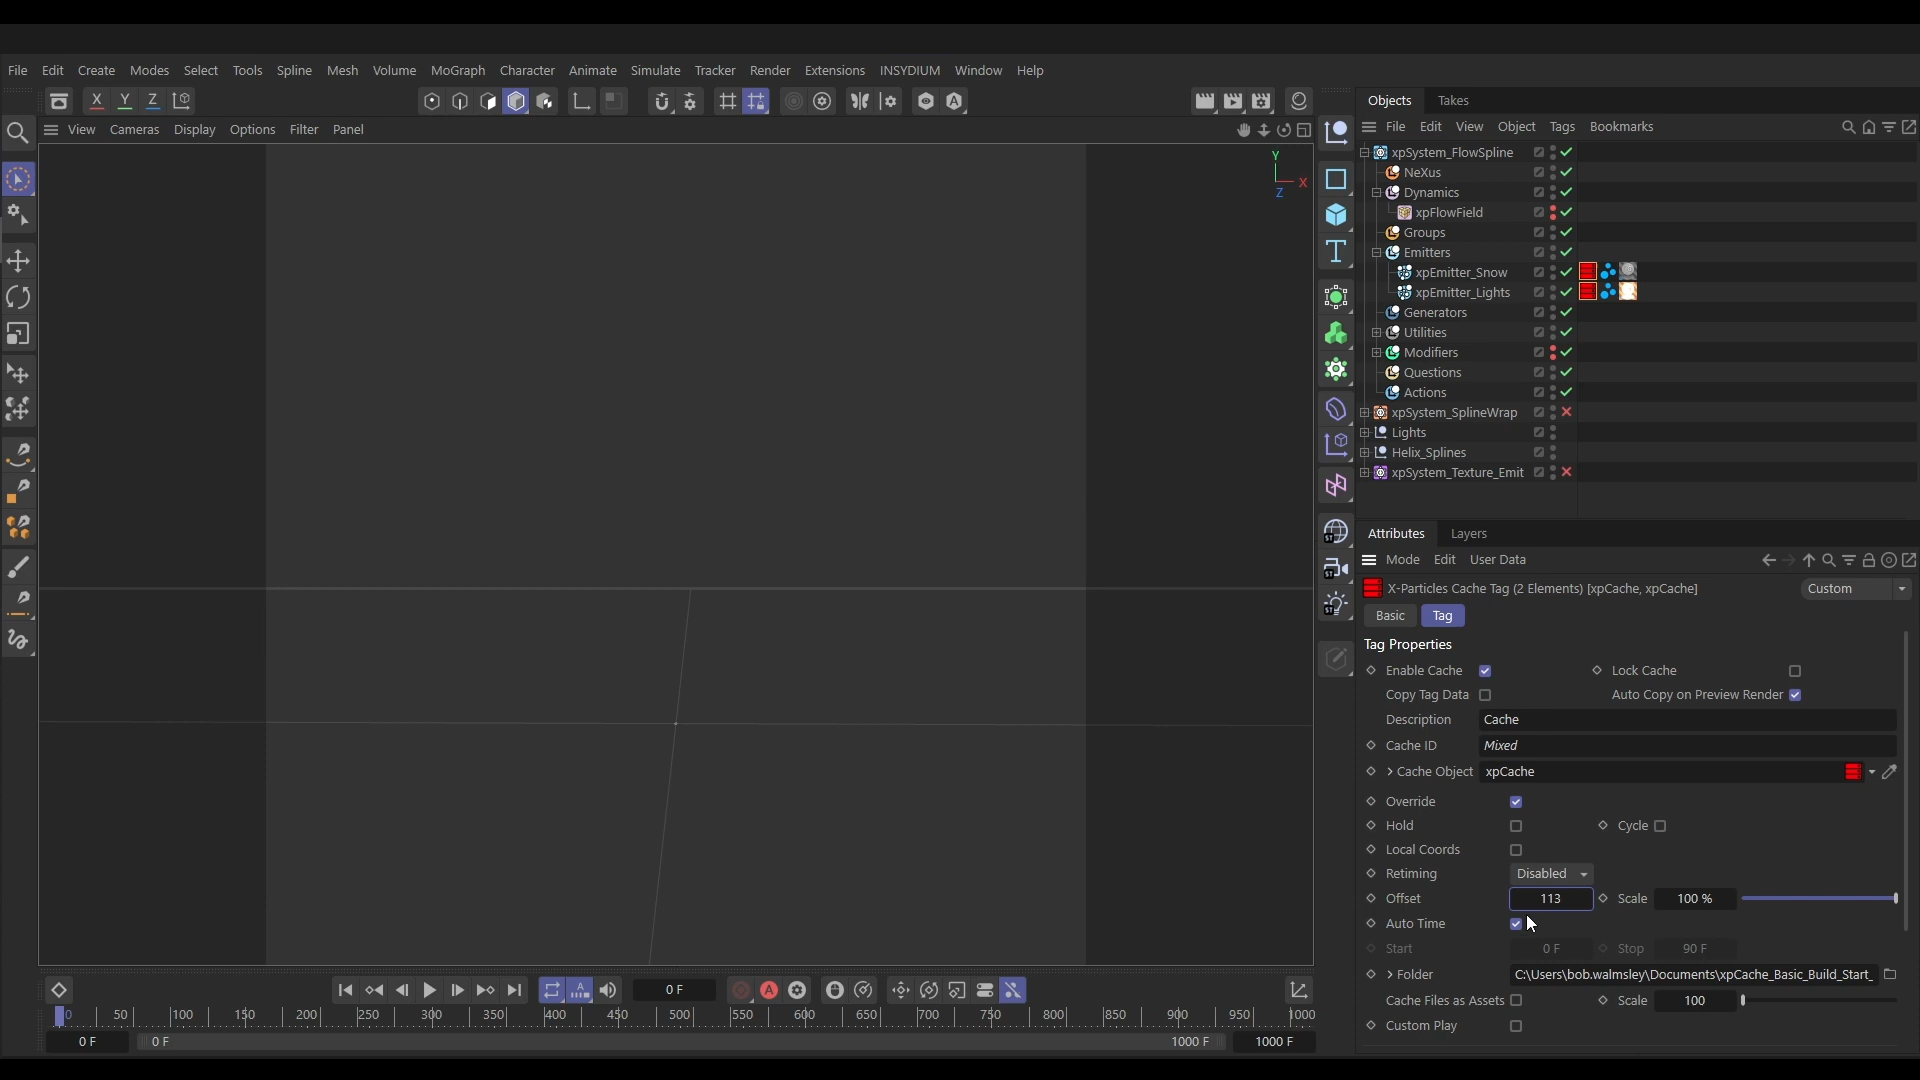 File Edit Create Modes Select Tools Spline Mesh Volume MoGraph Character Animate Simulate Tracker Render Extensions INSYDIUM Window Help
X Y Z
View Cameras Display Options Filter Panel
Y
X
Z
Objects Takes
File Edit View Object Tags Bookmarks
xpSystem_FlowSpline
NeXus
Dynamics
xpFlowField
Groups
Emitters
xpEmitter_Snow
xpEmitter_Lights
Generators
Utilities
Modifiers
Questions
Actions
xpSystem_SplineWrap
Lights
Helix_Splines
xpSystem_Texture_Emit
Attributes Layers
Mode Edit User Data
X-Particles Cache Tag (2 Elements) [xpCache, xpCache] Custom
Basic Tag
Tag Properties
Enable Cache Lock Cache
Copy Tag Data Auto Copy on Preview Render
Description Cache
Cache ID Mixed
> Cache Object xpCache
Override
Hold Cycle
Local Coords
Retiming Disabled
Offset 113 Scale 100 %
Auto Time
Start 0 F Stop 90 F
> Folder C:\Users\bob.walmsley\Documents\xpCache_Basic_Build_Start_
Cache Files as Assets Scale 100
Custom Play
0 F
0 50 100 150 200 250 300 350 400 450 500 550 600 650 700 750 800 850 900 950 1000
0 F 0 F 1000 F 1000 F